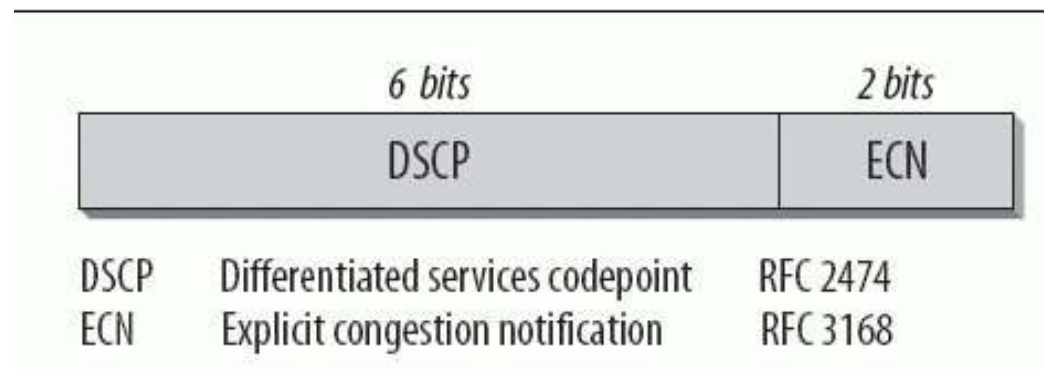 6 bits 2 bits
DSCP ECN
DSCP Differentiated services codepoint RFC 2474
ECN Explicit congestion notification RFC 3168